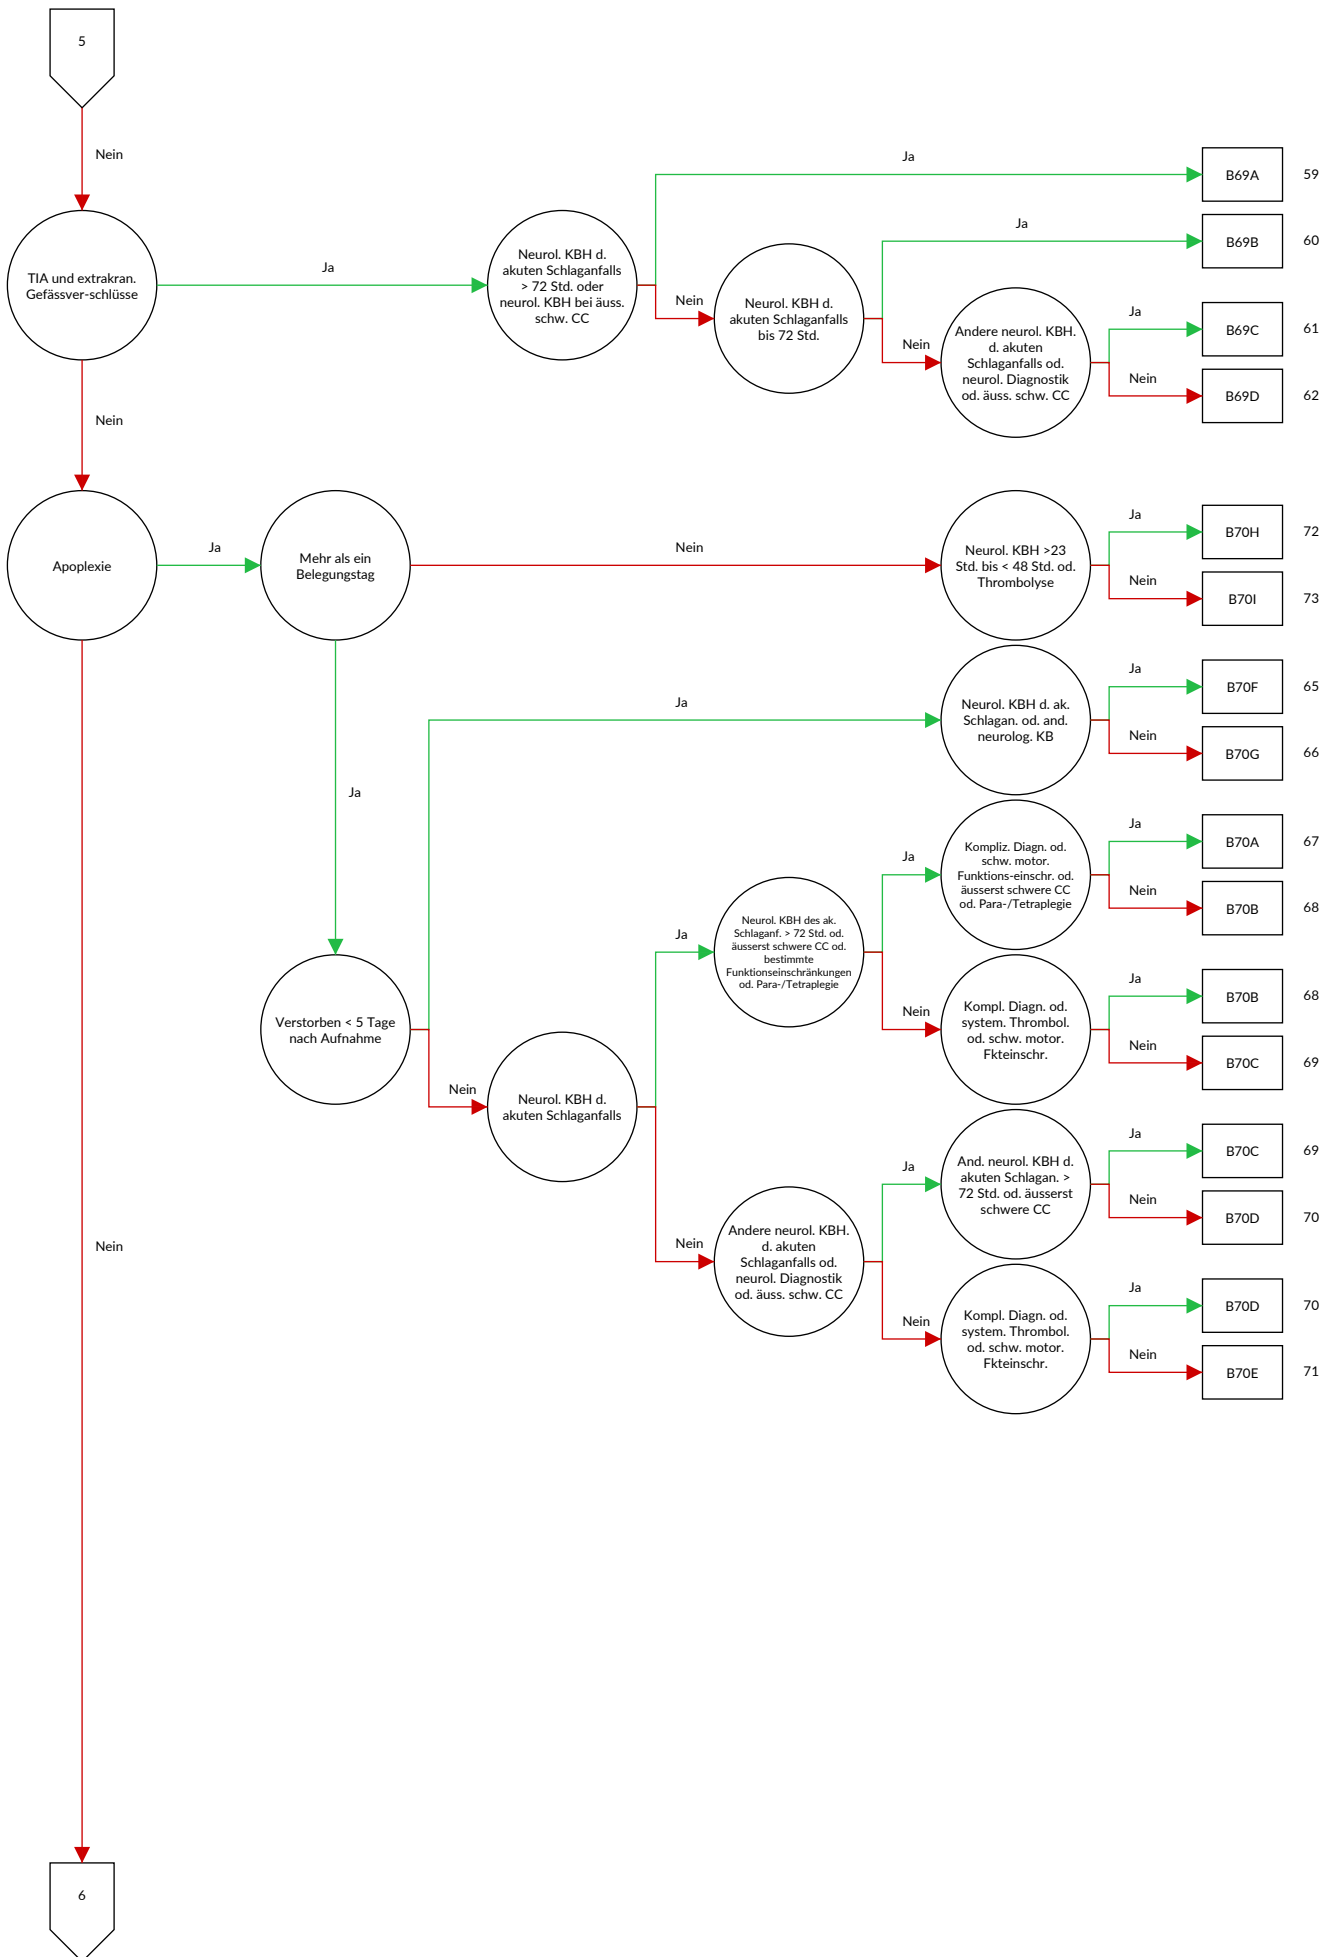 5
Nein
TIA und extrakran.
Gefässver-schlüsse
Ja
Neurol. KBH d.
akuten Schlaganfalls
> 72 Std. oder
neurol. KBH bei äuss.
schw. CC
Ja
B69A
59
Nein
Neurol. KBH d.
akuten Schlaganfalls
bis 72 Std.
Ja
B69B
60
Nein
Andere neurol. KBH.
d. akuten
Schlaganfalls od.
neurol. Diagnostik
od. äuss. schw. CC
Ja
B69C
61
Nein
B69D
62
Nein
Apoplexie
Ja
Mehr als ein
Belegungstag
Nein
Neurol. KBH >23
Std. bis < 48 Std. od.
Thrombolyse
Ja
B70H
72
Nein
B70I
73
Ja
Verstorben < 5 Tage
nach Aufnahme
Ja
Neurol. KBH d. ak.
Schlagan. od. and.
neurolog. KB
Ja
B70F
65
Nein
B70G
66
Nein
Neurol. KBH d.
akuten Schlaganfalls
Ja
Neurol. KBH des ak.
Schlaganf. > 72 Std. od.
äusserst schwere CC od.
bestimmte
Funktionseinschränkungen
od. Para-/Tetraplegie
Ja
Kompliz. Diagn. od.
schw. motor.
Funktions-einschr. od.
äusserst schwere CC
od. Para-/Tetraplegie
Ja
B70A
67
Nein
B70B
68
Nein
Kompl. Diagn. od.
system. Thrombol.
od. schw. motor.
Fkteinschr.
Ja
B70B
68
Nein
B70C
69
Nein
Andere neurol. KBH.
d. akuten
Schlaganfalls od.
neurol. Diagnostik
od. äuss. schw. CC
Ja
And. neurol. KBH d.
akuten Schlagan. >
72 Std. od. äusserst
schwere CC
Ja
B70C
69
Nein
B70D
70
Nein
Kompl. Diagn. od.
system. Thrombol.
od. schw. motor.
Fkteinschr.
Ja
B70D
70
Nein
B70E
71
Nein
6